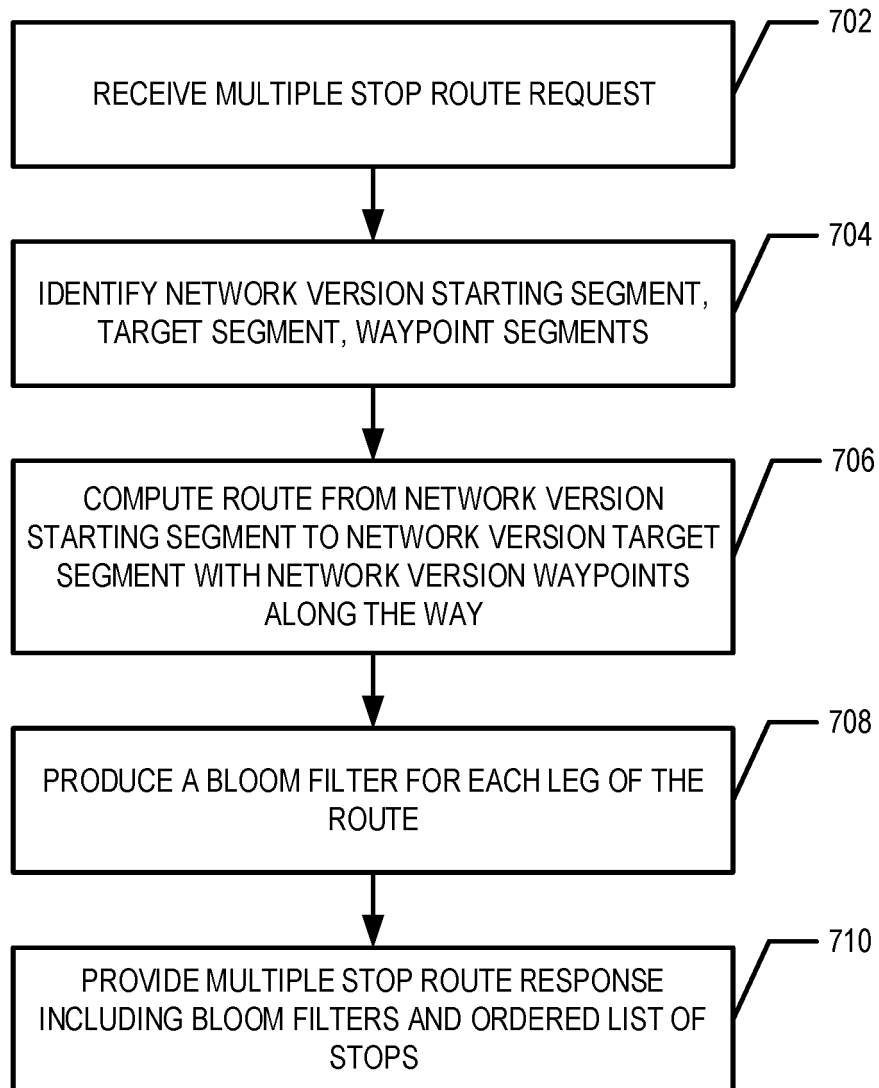 702
RECEIVE MULTIPLE STOP ROUTE REQUEST
704
IDENTIFY NETWORK VERSION STARTING SEGMENT,
TARGET SEGMENT, WAYPOINT SEGMENTS
706
COMPUTE ROUTE FROM NETWORK VERSION
STARTING SEGMENT TO NETWORK VERSION TARGET
SEGMENT WITH NETWORK VERSION WAYPOINTS
ALONG THE WAY
708
PRODUCE A BLOOM FILTER FOR EACH LEG OF THE
ROUTE
710
PROVIDE MULTIPLE STOP ROUTE RESPONSE
INCLUDING BLOOM FILTERS AND ORDERED LIST OF
STOPS